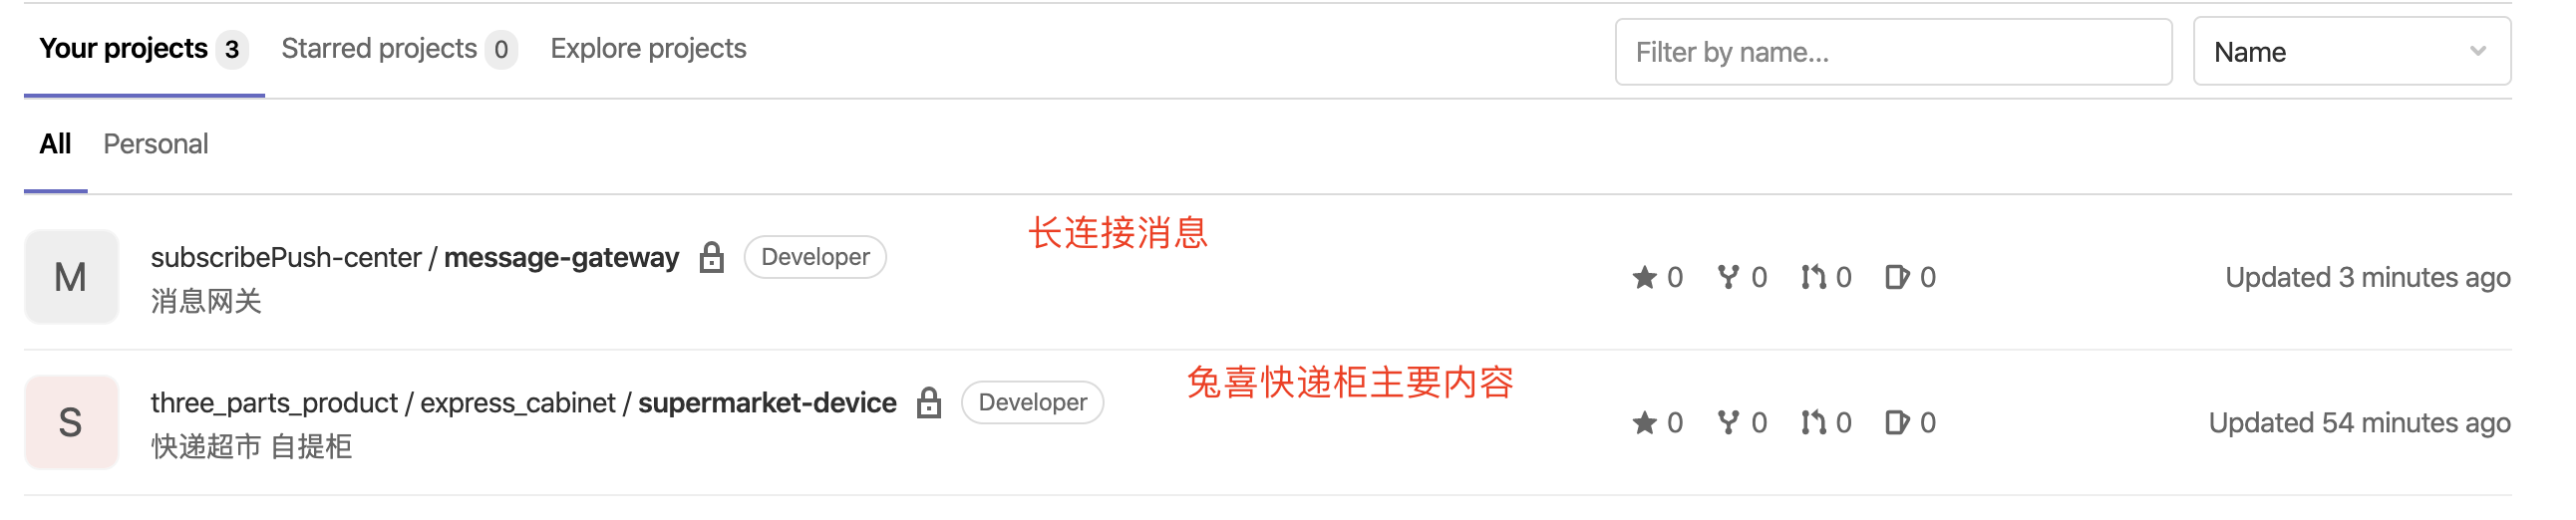 Your projects 3 Starred projects 0 Explore projects Filter by name... Name
All Personal
长连接消息
M subscribePush-center / message-gateway Developer 0 0 0 0 Updated 3 minutes ago
消息网关
兔喜快递柜主要内容
S three_parts_product / express_cabinet / supermarket-device Developer 0 0 0 0 Updated 54 minutes ago
快递超市 自提柜